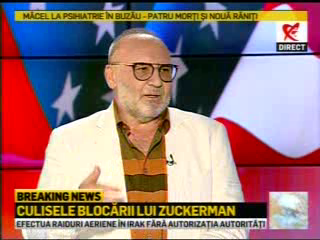 MĂCEL LA PSIHIATRIE ÎN BUZĂU - PATRU MORȚI ȘI NOUĂ RĂNIȚI
DIRECT
BREAKING NEWS
CULISELE BLOCĂRII LUI ZUCKERMAN
EFECTUA RAIDURI AERIENE ÎN IRAK FĂRĂ AUTORIZAȚIA AUTORITĂȚI